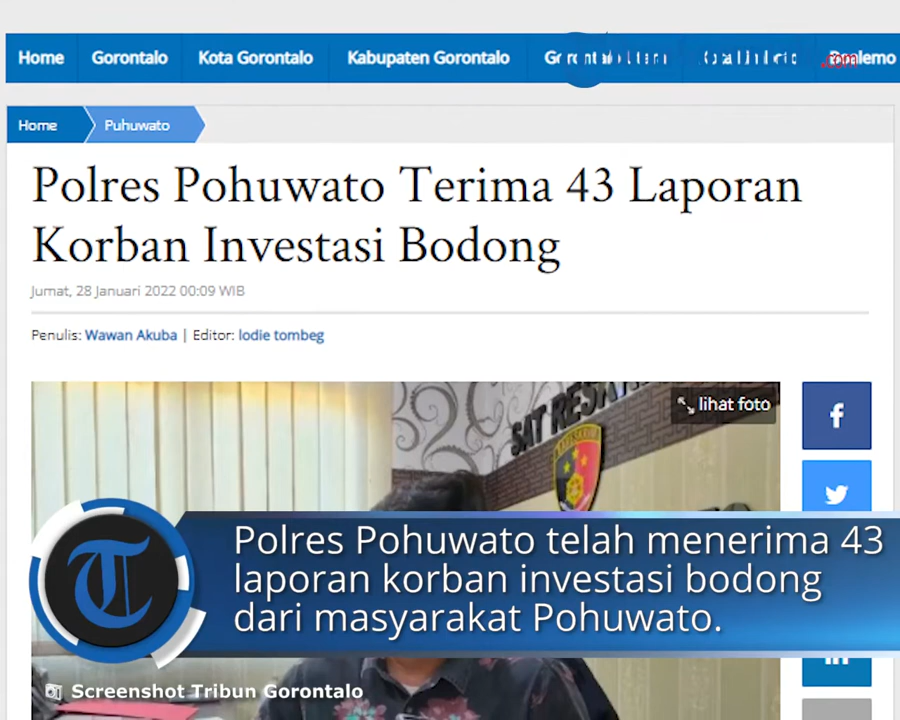 Home Gorontalo Kota Gorontalo Kabupaten Gorontalo
.com
Home Puhuwato
Polres Pohuwato Terima 43 Laporan
Korban Investasi Bodong
Jumat, 28 Januari 2022 00:09 WIB
Penulis: Wawan Akuba | Editor: lodie tombeg
lihat foto
SAT
f
Polres Pohuwato telah menerima 43
laporan korban investasi bodong
dari masyarakat Pohuwato.
T
Screenshot Tribun Gorontalo